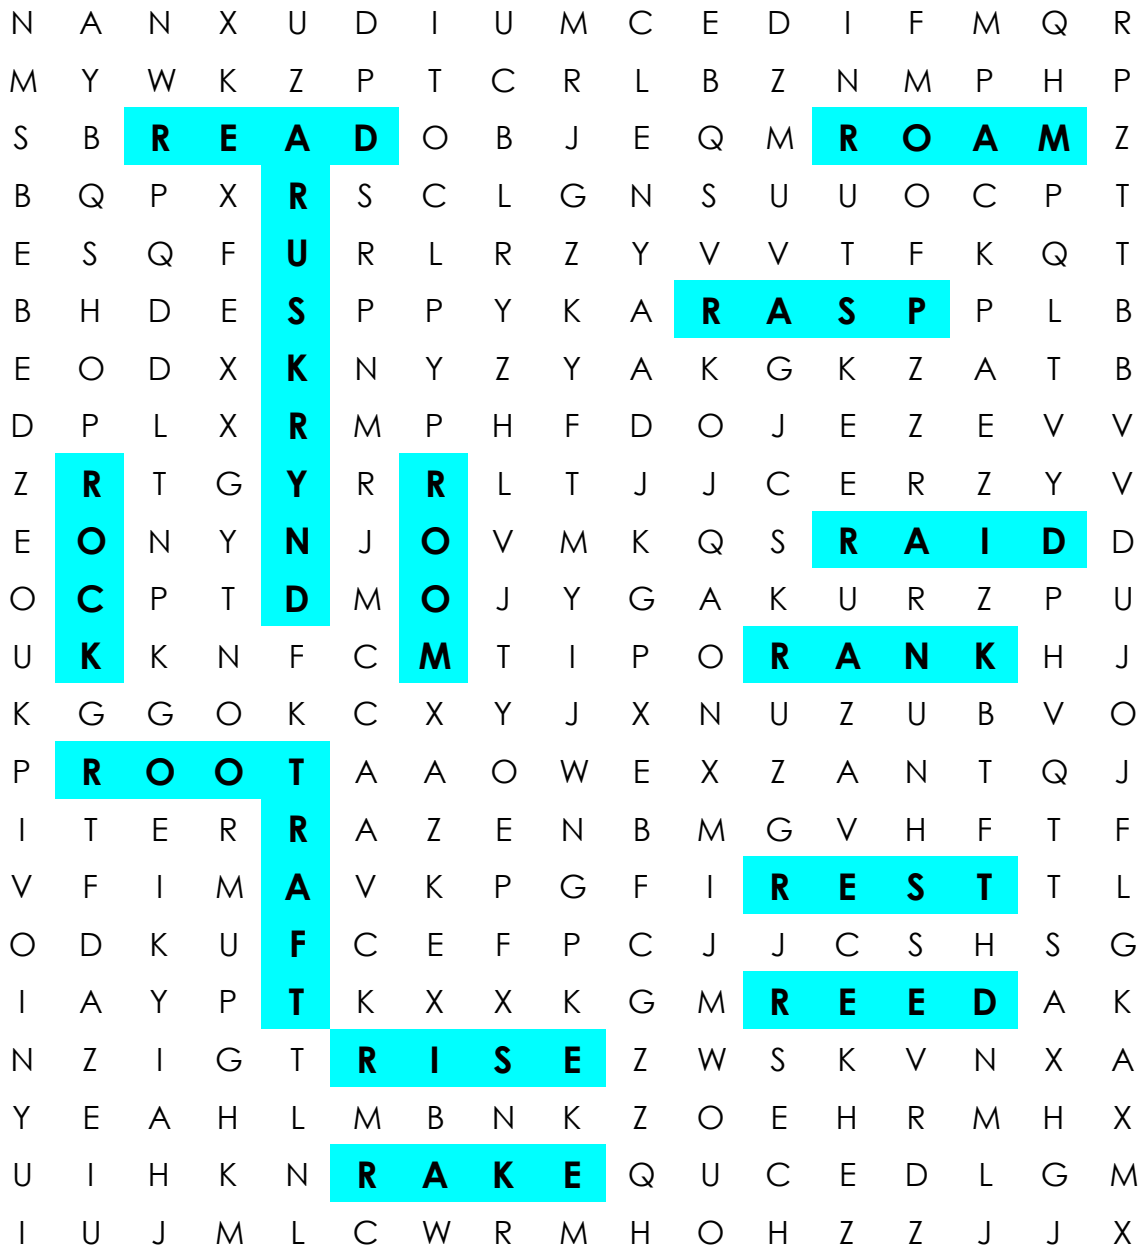 N A N X U D I U M C E D I F M Q R
M Y W K Z P T C R L B Z N M P H P
S B R E A D O B J E Q M R O A M Z
B Q P X R S C L G N S U U O C P T
E S Q F U R L R Z Y V V T F K Q T
B H D E S P P Y K A R A S P P L B
E O D X K N Y Z Y A K G K Z A T B
D P L X R M P H F D O J E Z E V V
Z R T G Y R R L T J J C E R Z Y V
E O N Y N J O V M K Q S R A I D D
O C P T D M O J Y G A K U R Z P U
U K K N F C M T I P O R A N K H J
K G G O K C X Y J X N U Z U B V O
P R O O T A A O W E X Z A N T Q J
I T E R R A Z E N B M G V H F T F
V F I M A V K P G F I R E S T T L
O D K U F C E F P C J J C S H S G
I A Y P T K X X K G M R E E D A K
N Z I G T R I S E Z W S K V N X A
Y E A H L M B N K Z O E H R M H X
U I H K N R A K E Q U C E D L G M
I U J M L C W R M H O H Z Z J J X